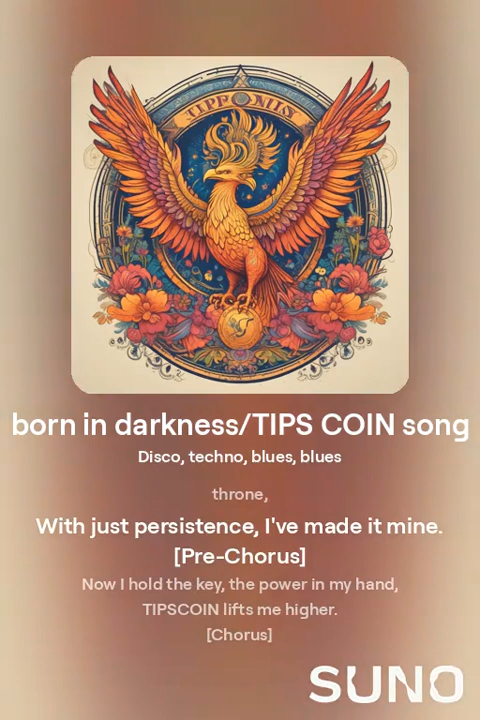 born in darkness/TIPS COIN song
Disco, techno, blues, blues
throne,
With just persistence, I've made it mine.
[Pre-Chorus]
Now I hold the key, the power in my hand,
TIPSCOIN lifts me higher.
[Chorus]
SUNO